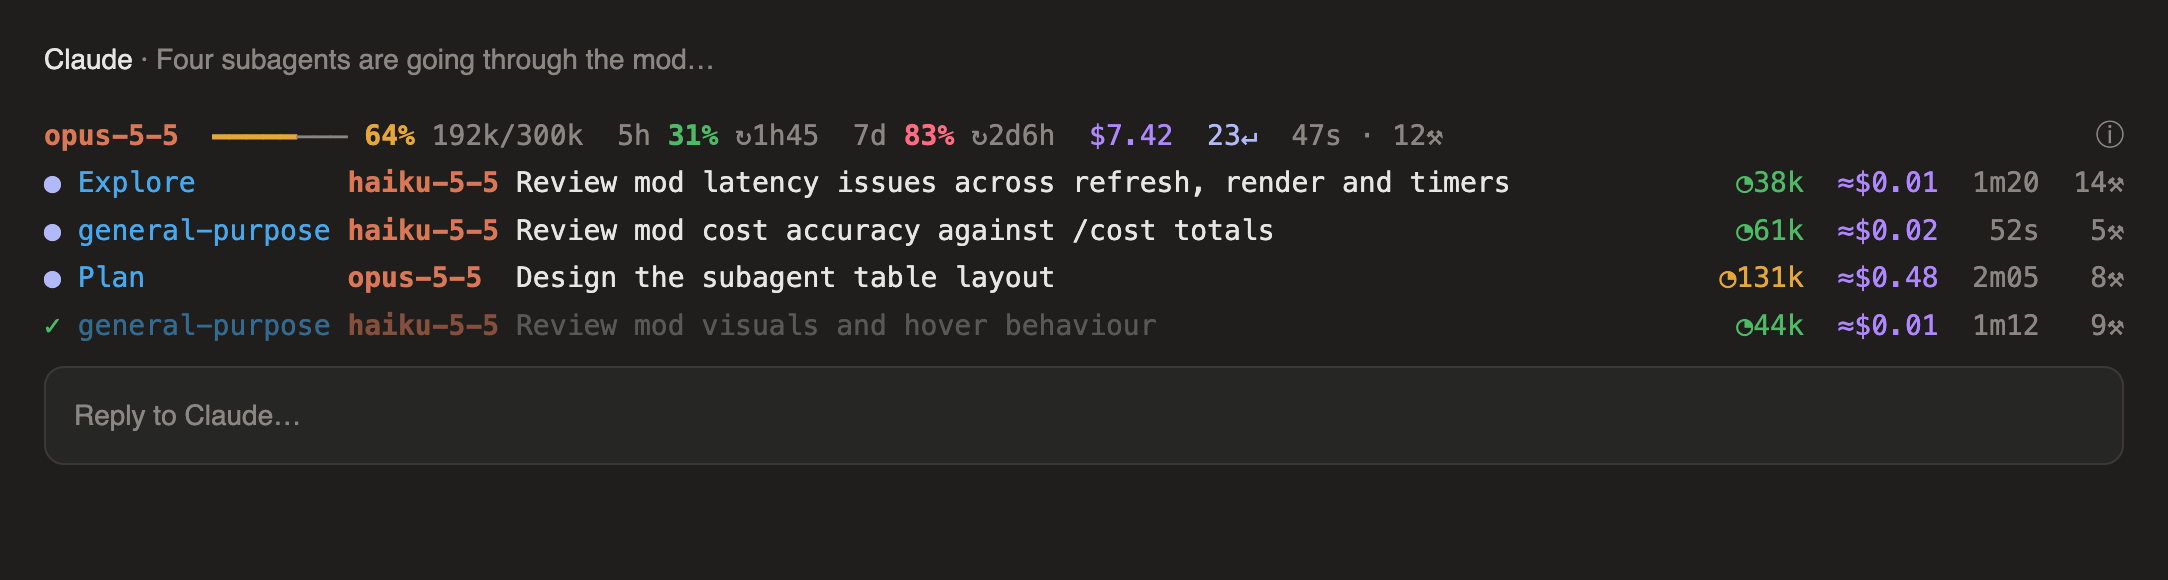 Claude · Four subagents are going through the mod…
opus-5-5 64% 192k/300k 5h 31% ↻1h45 7d 83% ↻2d6h $7.42 23↵ 47s · 12⚒ ⓘ
● Explore haiku-5-5 Review mod latency issues across refresh, render and timers ◔38k ≈$0.01 1m20 14⚒
● general-purpose haiku-5-5 Review mod cost accuracy against /cost totals ◔61k ≈$0.02 52s 5⚒
● Plan opus-5-5 Design the subagent table layout ◔131k ≈$0.48 2m05 8⚒
✓ general-purpose haiku-5-5 Review mod visuals and hover behaviour ◔44k ≈$0.01 1m12 9⚒
Reply to Claude…